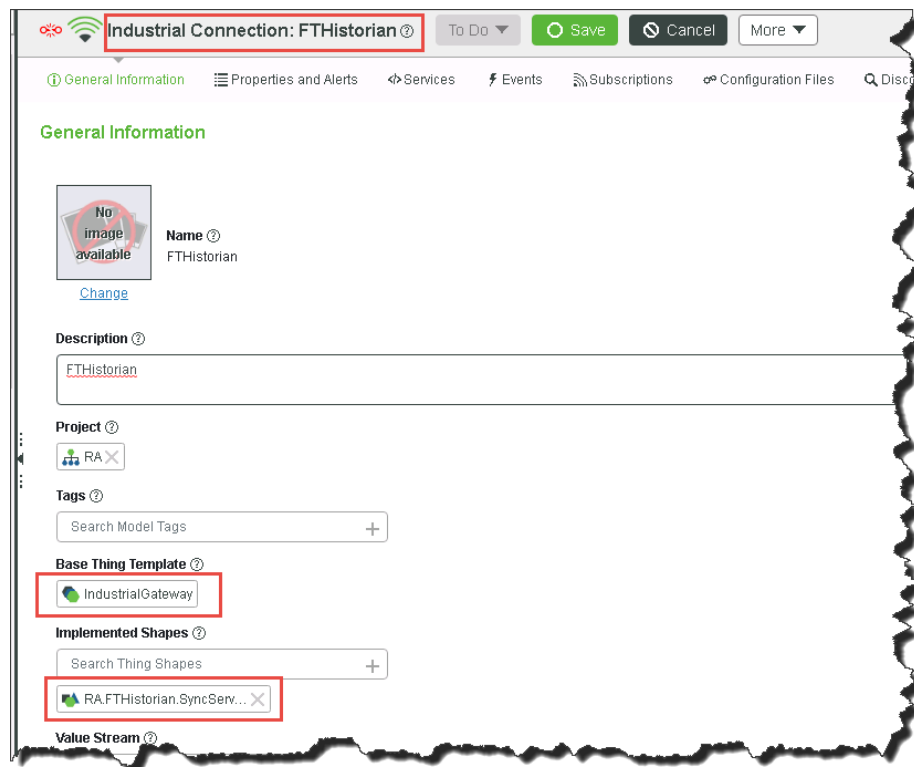 Industrial Connection: FTHistorian To Do Save Cancel More
General Information Properties and Alerts Services Events Subscriptions Configuration Files
General Information
No
image
available
Name
FTHistorian
Change
Description
FTHistorian
Project
RA
Tags
Search Model Tags
Base Thing Template
IndustrialGateway
Implemented Shapes
Search Thing Shapes
RA.FTHistorian.SyncServ...
Value Stream